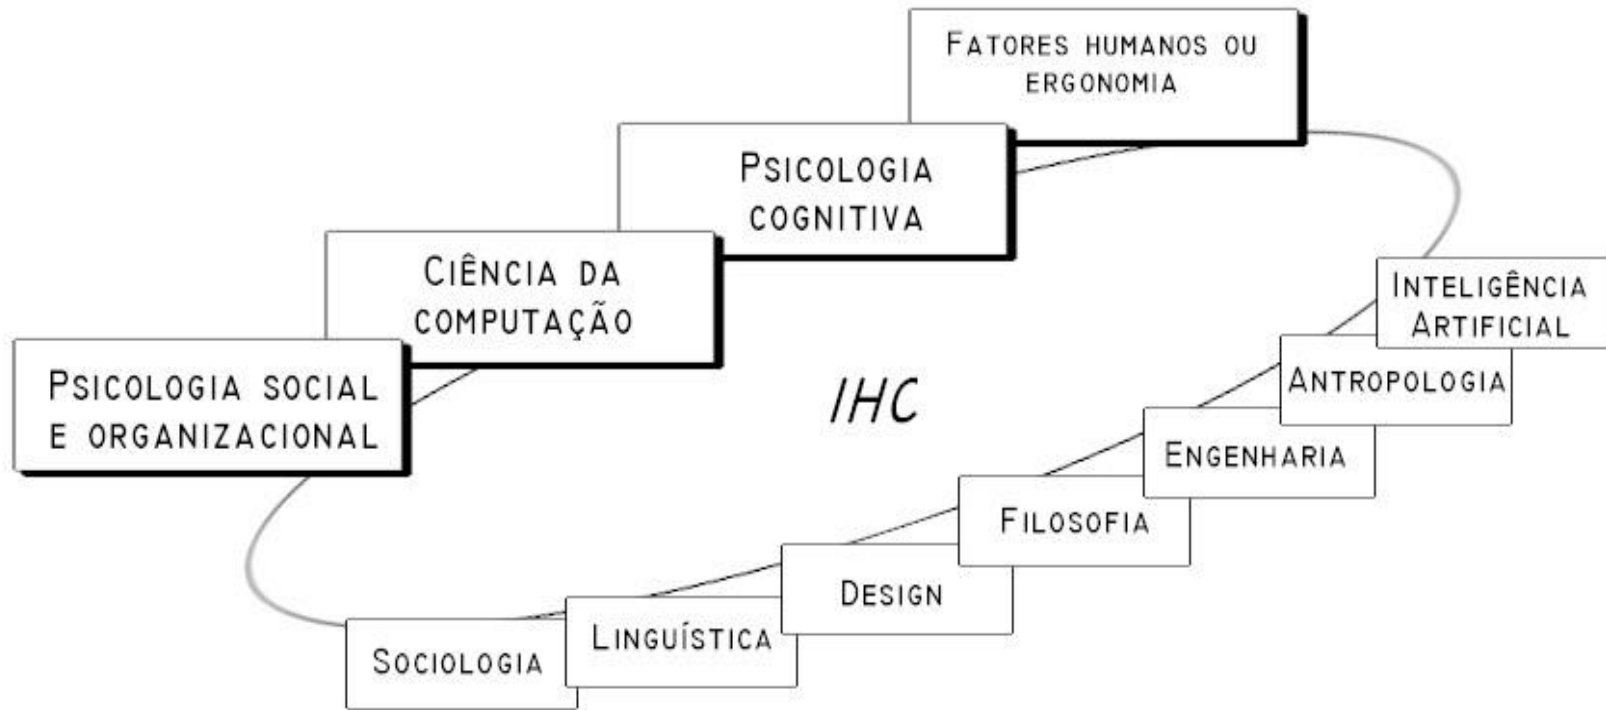 FATORES HUMANOS OU
ERGONOMIA
PSICOLOGIA
COGNITIVA
CIÊNCIA DA
COMPUTAÇÃO
PSICOLOGIA SOCIAL
E ORGANIZACIONAL
IHC
INTELIGÊNCIA
ARTIFICIAL
ANTROPOLOGIA
ENGENHARIA
FILOSOFIA
DESIGN
LINGUÍSTICA
SOCIOLOGIA